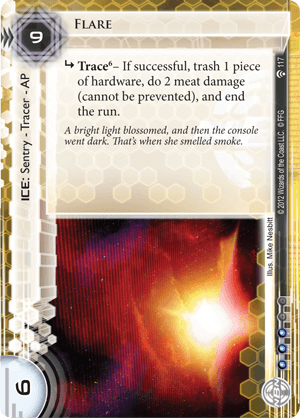 FLARE
9
ICE: Sentry - Tracer - AP
Trace⁶– If successful, trash 1 piece
of hardware, do 2 meat damage
(cannot be prevented), and end
the run.
A bright light blossomed, and then the console
went dark. That's when she smelled smoke.
117
© 2012 Wizards of the Coast LLC. © FFG
Illus. Mike Nesbitt
6